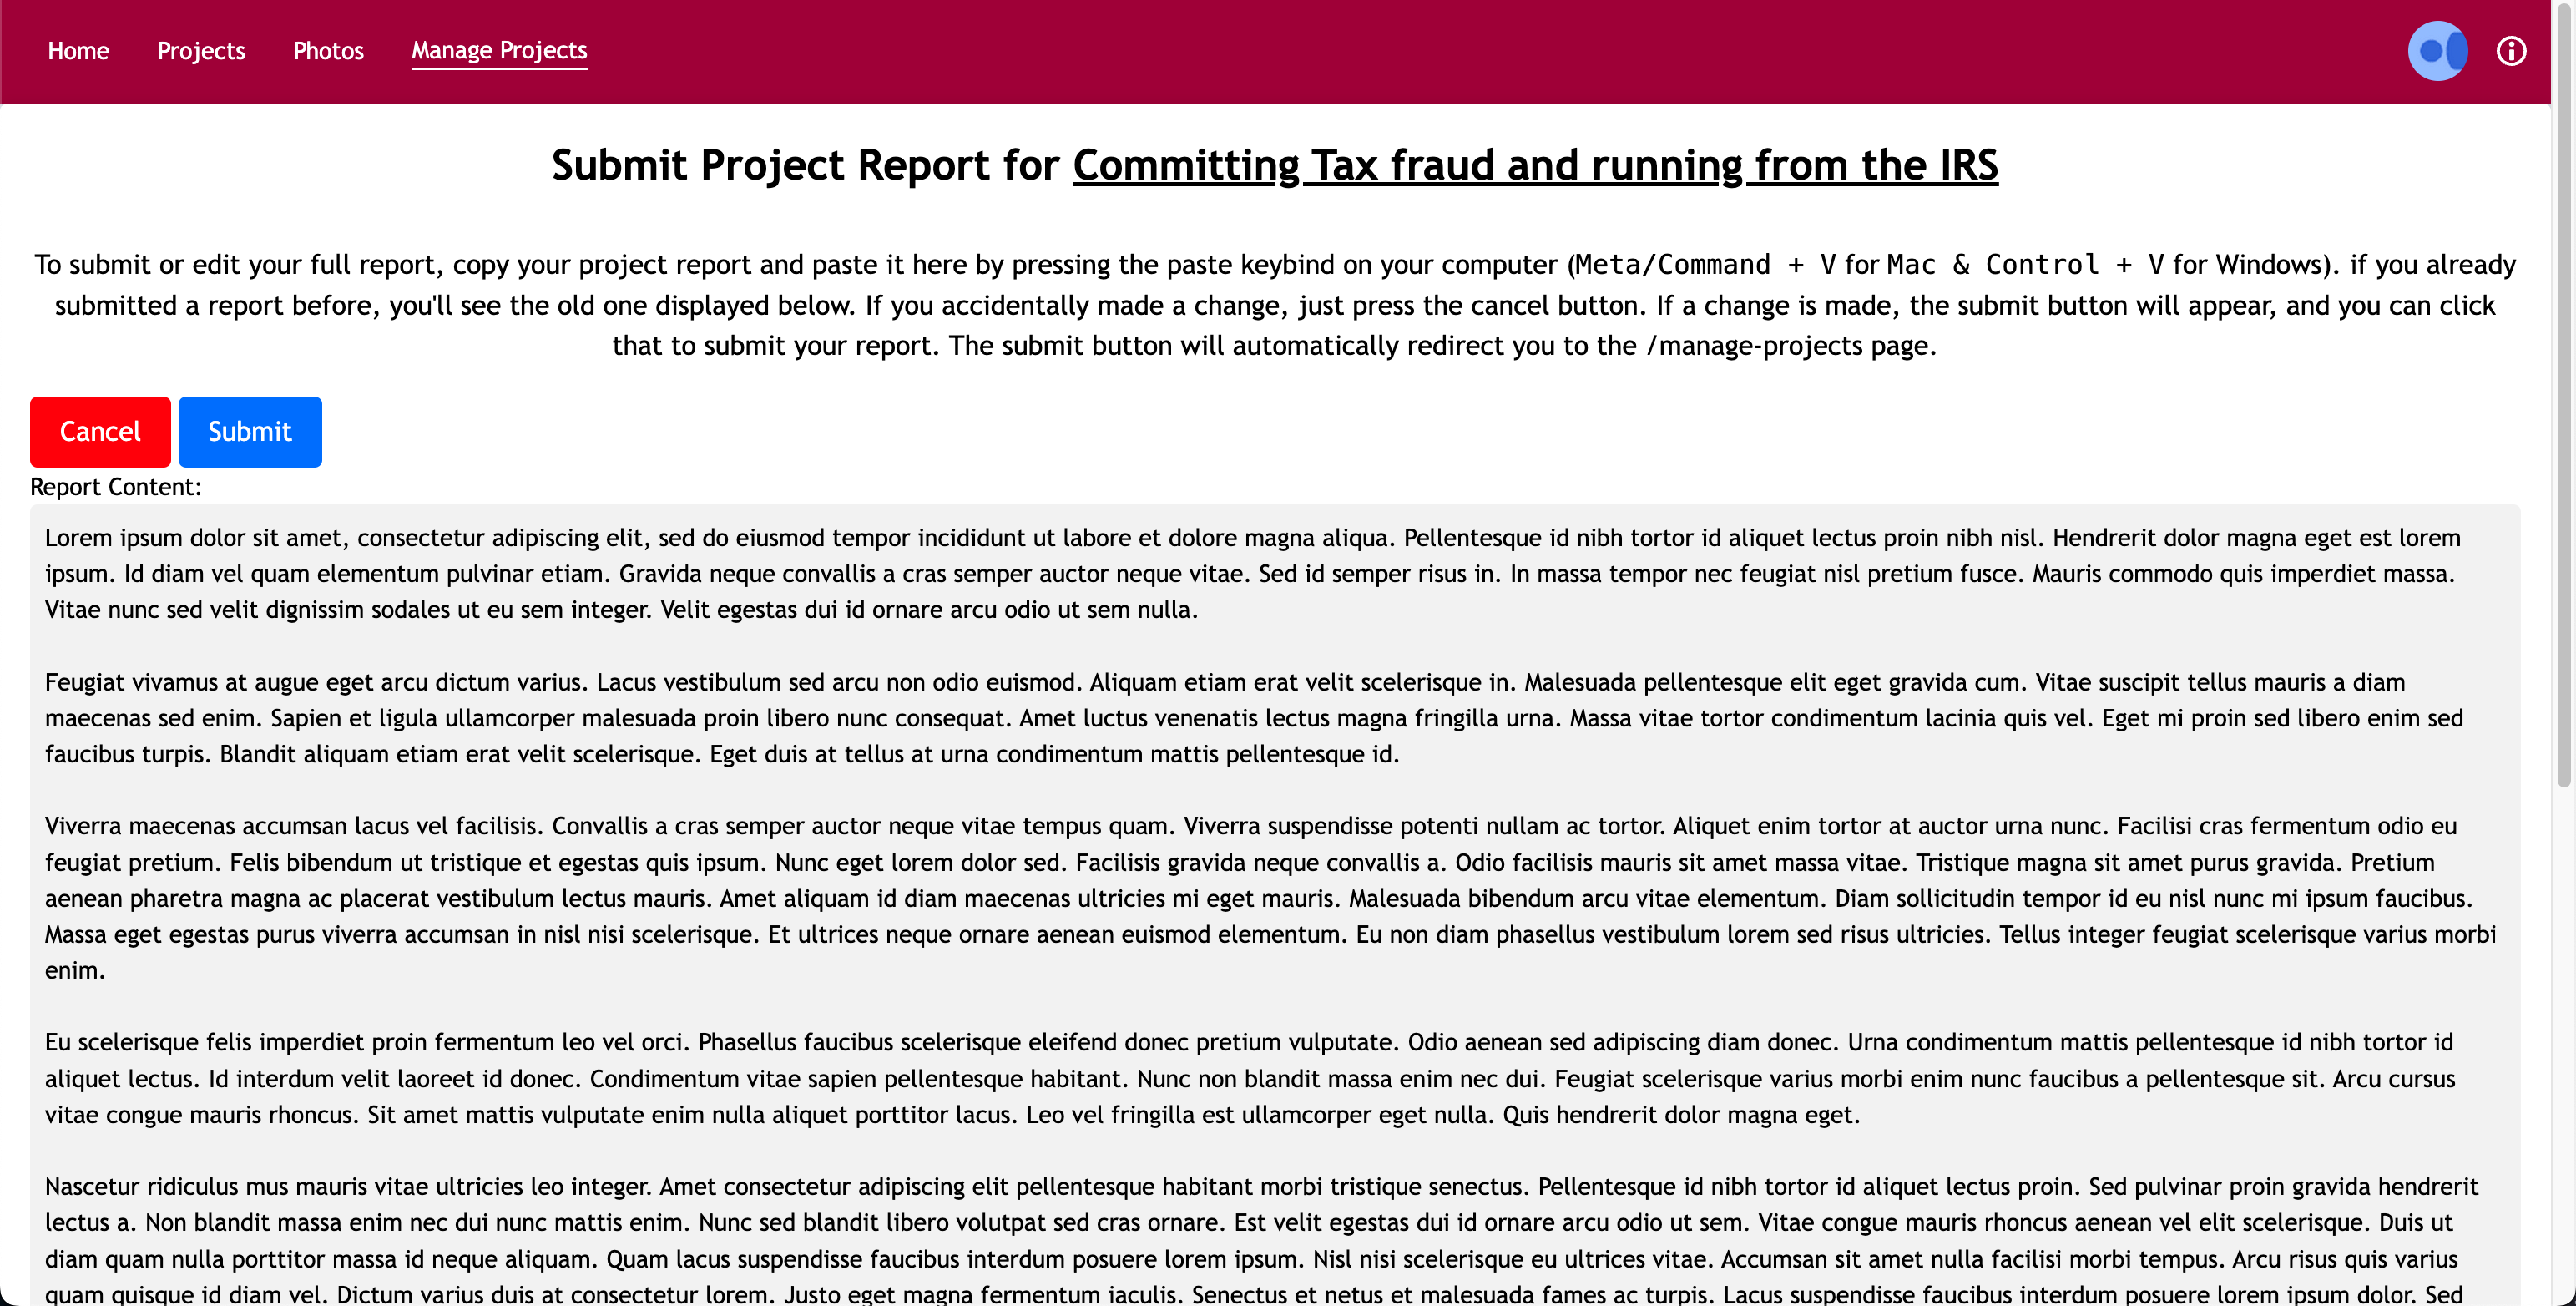 Home Projects Photos Manage Projects
Submit Project Report for Committing Tax fraud and running from the IRS
To submit or edit your full report, copy your project report and paste it here by pressing the paste keybind on your computer (Meta/Command + V for Mac & Control + V for Windows). if you already
submitted a report before, you'll see the old one displayed below. If you accidentally made a change, just press the cancel button. If a change is made, the submit button will appear, and you can click
that to submit your report. The submit button will automatically redirect you to the /manage-projects page.
Cancel Submit
Report Content:
Lorem ipsum dolor sit amet, consectetur adipiscing elit, sed do eiusmod tempor incididunt ut labore et dolore magna aliqua. Pellentesque id nibh tortor id aliquet lectus proin nibh nisl. Hendrerit dolor magna eget est lorem
ipsum. Id diam vel quam elementum pulvinar etiam. Gravida neque convallis a cras semper auctor neque vitae. Sed id semper risus in. In massa tempor nec feugiat nisl pretium fusce. Mauris commodo quis imperdiet massa.
Vitae nunc sed velit dignissim sodales ut eu sem integer. Velit egestas dui id ornare arcu odio ut sem nulla.
Feugiat vivamus at augue eget arcu dictum varius. Lacus vestibulum sed arcu non odio euismod. Aliquam etiam erat velit scelerisque in. Malesuada pellentesque elit eget gravida cum. Vitae suscipit tellus mauris a diam
maecenas sed enim. Sapien et ligula ullamcorper malesuada proin libero nunc consequat. Amet luctus venenatis lectus magna fringilla urna. Massa vitae tortor condimentum lacinia quis vel. Eget mi proin sed libero enim sed
faucibus turpis. Blandit aliquam etiam erat velit scelerisque. Eget duis at tellus at urna condimentum mattis pellentesque id.
Viverra maecenas accumsan lacus vel facilisis. Convallis a cras semper auctor neque vitae tempus quam. Viverra suspendisse potenti nullam ac tortor. Aliquet enim tortor at auctor urna nunc. Facilisi cras fermentum odio eu
feugiat pretium. Felis bibendum ut tristique et egestas quis ipsum. Nunc eget lorem dolor sed. Facilisis gravida neque convallis a. Odio facilisis mauris sit amet massa vitae. Tristique magna sit amet purus gravida. Pretium
aenean pharetra magna ac placerat vestibulum lectus mauris. Amet aliquam id diam maecenas ultricies mi eget mauris. Malesuada bibendum arcu vitae elementum. Diam sollicitudin tempor id eu nisl nunc mi ipsum faucibus.
Massa eget egestas purus viverra accumsan in nisl nisi scelerisque. Et ultrices neque ornare aenean euismod elementum. Eu non diam phasellus vestibulum lorem sed risus ultricies. Tellus integer feugiat scelerisque varius morbi
enim.
Eu scelerisque felis imperdiet proin fermentum leo vel orci. Phasellus faucibus scelerisque eleifend donec pretium vulputate. Odio aenean sed adipiscing diam donec. Urna condimentum mattis pellentesque id nibh tortor id
aliquet lectus. Id interdum velit laoreet id donec. Condimentum vitae sapien pellentesque habitant. Nunc non blandit massa enim nec dui. Feugiat scelerisque varius morbi enim nunc faucibus a pellentesque sit. Arcu cursus
vitae congue mauris rhoncus. Sit amet mattis vulputate enim nulla aliquet porttitor lacus. Leo vel fringilla est ullamcorper eget nulla. Quis hendrerit dolor magna eget.
Nascetur ridiculus mus mauris vitae ultricies leo integer. Amet consectetur adipiscing elit pellentesque habitant morbi tristique senectus. Pellentesque id nibh tortor id aliquet lectus proin. Sed pulvinar proin gravida hendrerit
lectus a. Non blandit massa enim nec dui nunc mattis enim. Nunc sed blandit libero volutpat sed cras ornare. Est velit egestas dui id ornare arcu odio ut sem. Vitae congue mauris rhoncus aenean vel elit scelerisque. Duis ut
diam quam nulla porttitor massa id neque aliquam. Quam lacus suspendisse faucibus interdum posuere lorem ipsum. Nisl nisi scelerisque eu ultrices vitae. Accumsan sit amet nulla facilisi morbi tempus. Arcu risus quis varius
quam quisque id diam vel. Dictum varius duis at consectetur lorem. Justo eget magna fermentum iaculis. Senectus et netus et malesuada fames ac turpis. Lacus suspendisse faucibus interdum posuere lorem ipsum dolor. Sed